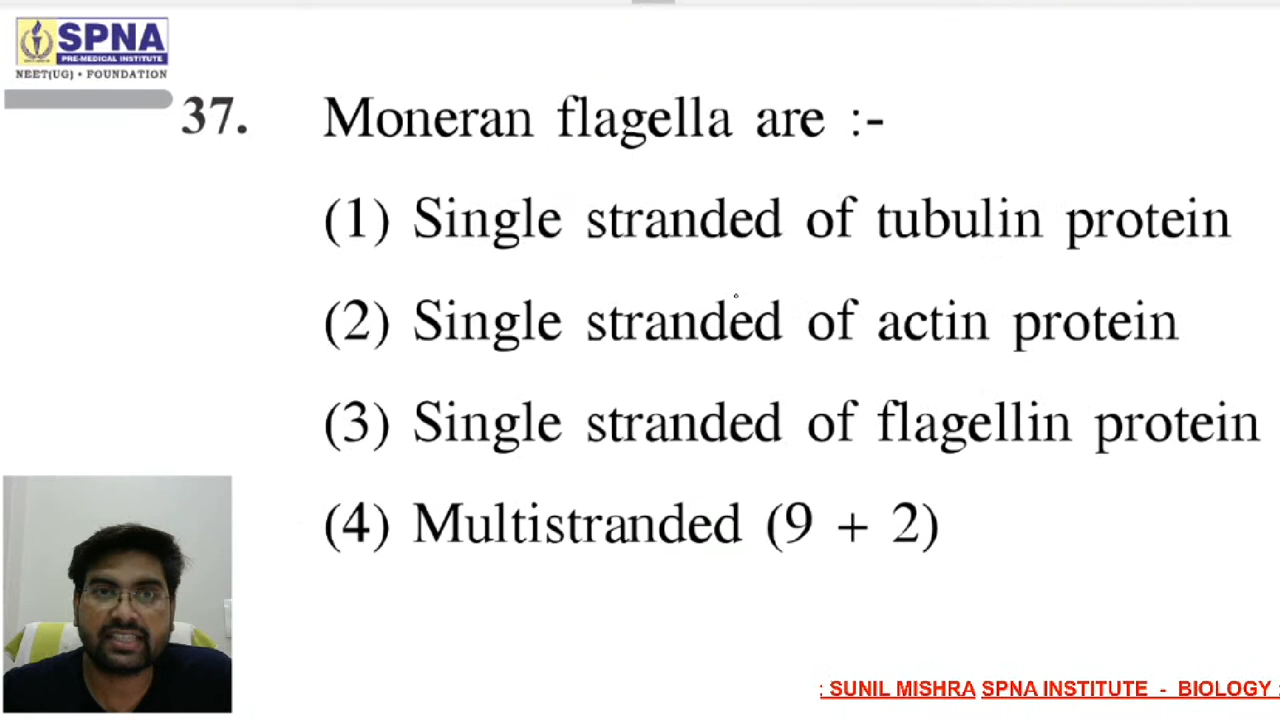 SPNA
PRE-MEDICAL INSTITUTE
NEET(UG) • FOUNDATION
37. Moneran flagella are :-
(1) Single stranded of tubulin protein
(2) Single stranded of actin protein
(3) Single stranded of flagellin protein
(4) Multistranded (9 + 2)
: SUNIL MISHRA SPNA INSTITUTE - BIOLOGY :